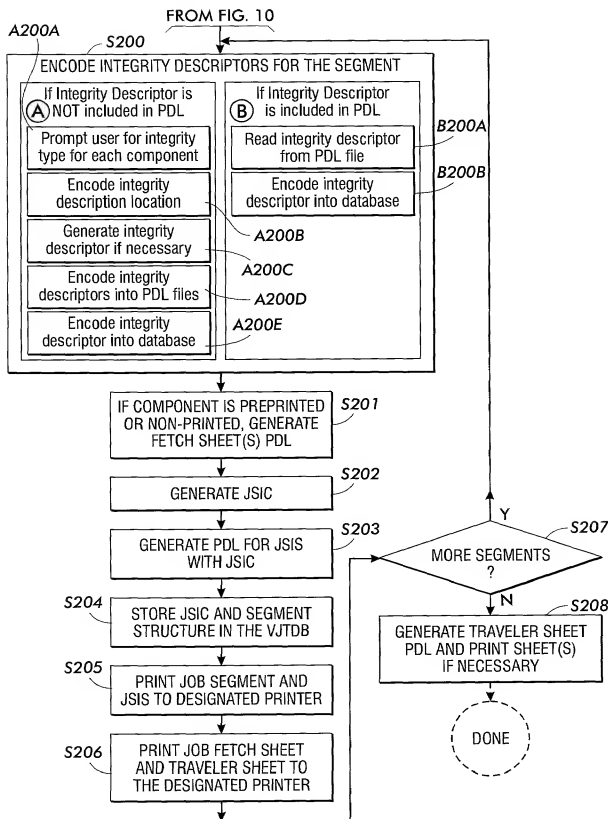 FROM FIG. 10
A200A
S200
ENCODE INTEGRITY DESCRIPTORS FOR THE SEGMENT
If Integrity Descriptor is
A NOT included in PDL
Prompt user for integrity
type for each component
Encode integrity
description location
A200B
Generate integrity
descriptor if necessary
A200C
Encode integrity
descriptors into PDL files
A200D
Encode integrity
descriptor into database
A200E
If Integrity Descriptor
B is included in PDL
B200A
Read integrity descriptor
from PDL file
B200B
Encode integrity
descriptor into database
S201
IF COMPONENT IS PREPRINTED
OR NON-PRINTED, GENERATE
FETCH SHEET(S) PDL
S202
GENERATE JSIC
S203
GENERATE PDL FOR JSIS
WITH JSIC
S204
STORE JSIC AND SEGMENT
STRUCTURE IN THE VJTDB
S205
PRINT JOB SEGMENT AND
JSIS TO DESIGNATED PRINTER
S206
PRINT JOB FETCH SHEET
AND TRAVELER SHEET TO
THE DESIGNATED PRINTER
Y
S207
MORE SEGMENTS
?
N
S208
GENERATE TRAVELER SHEET
PDL AND PRINT SHEET(S)
IF NECESSARY
DONE